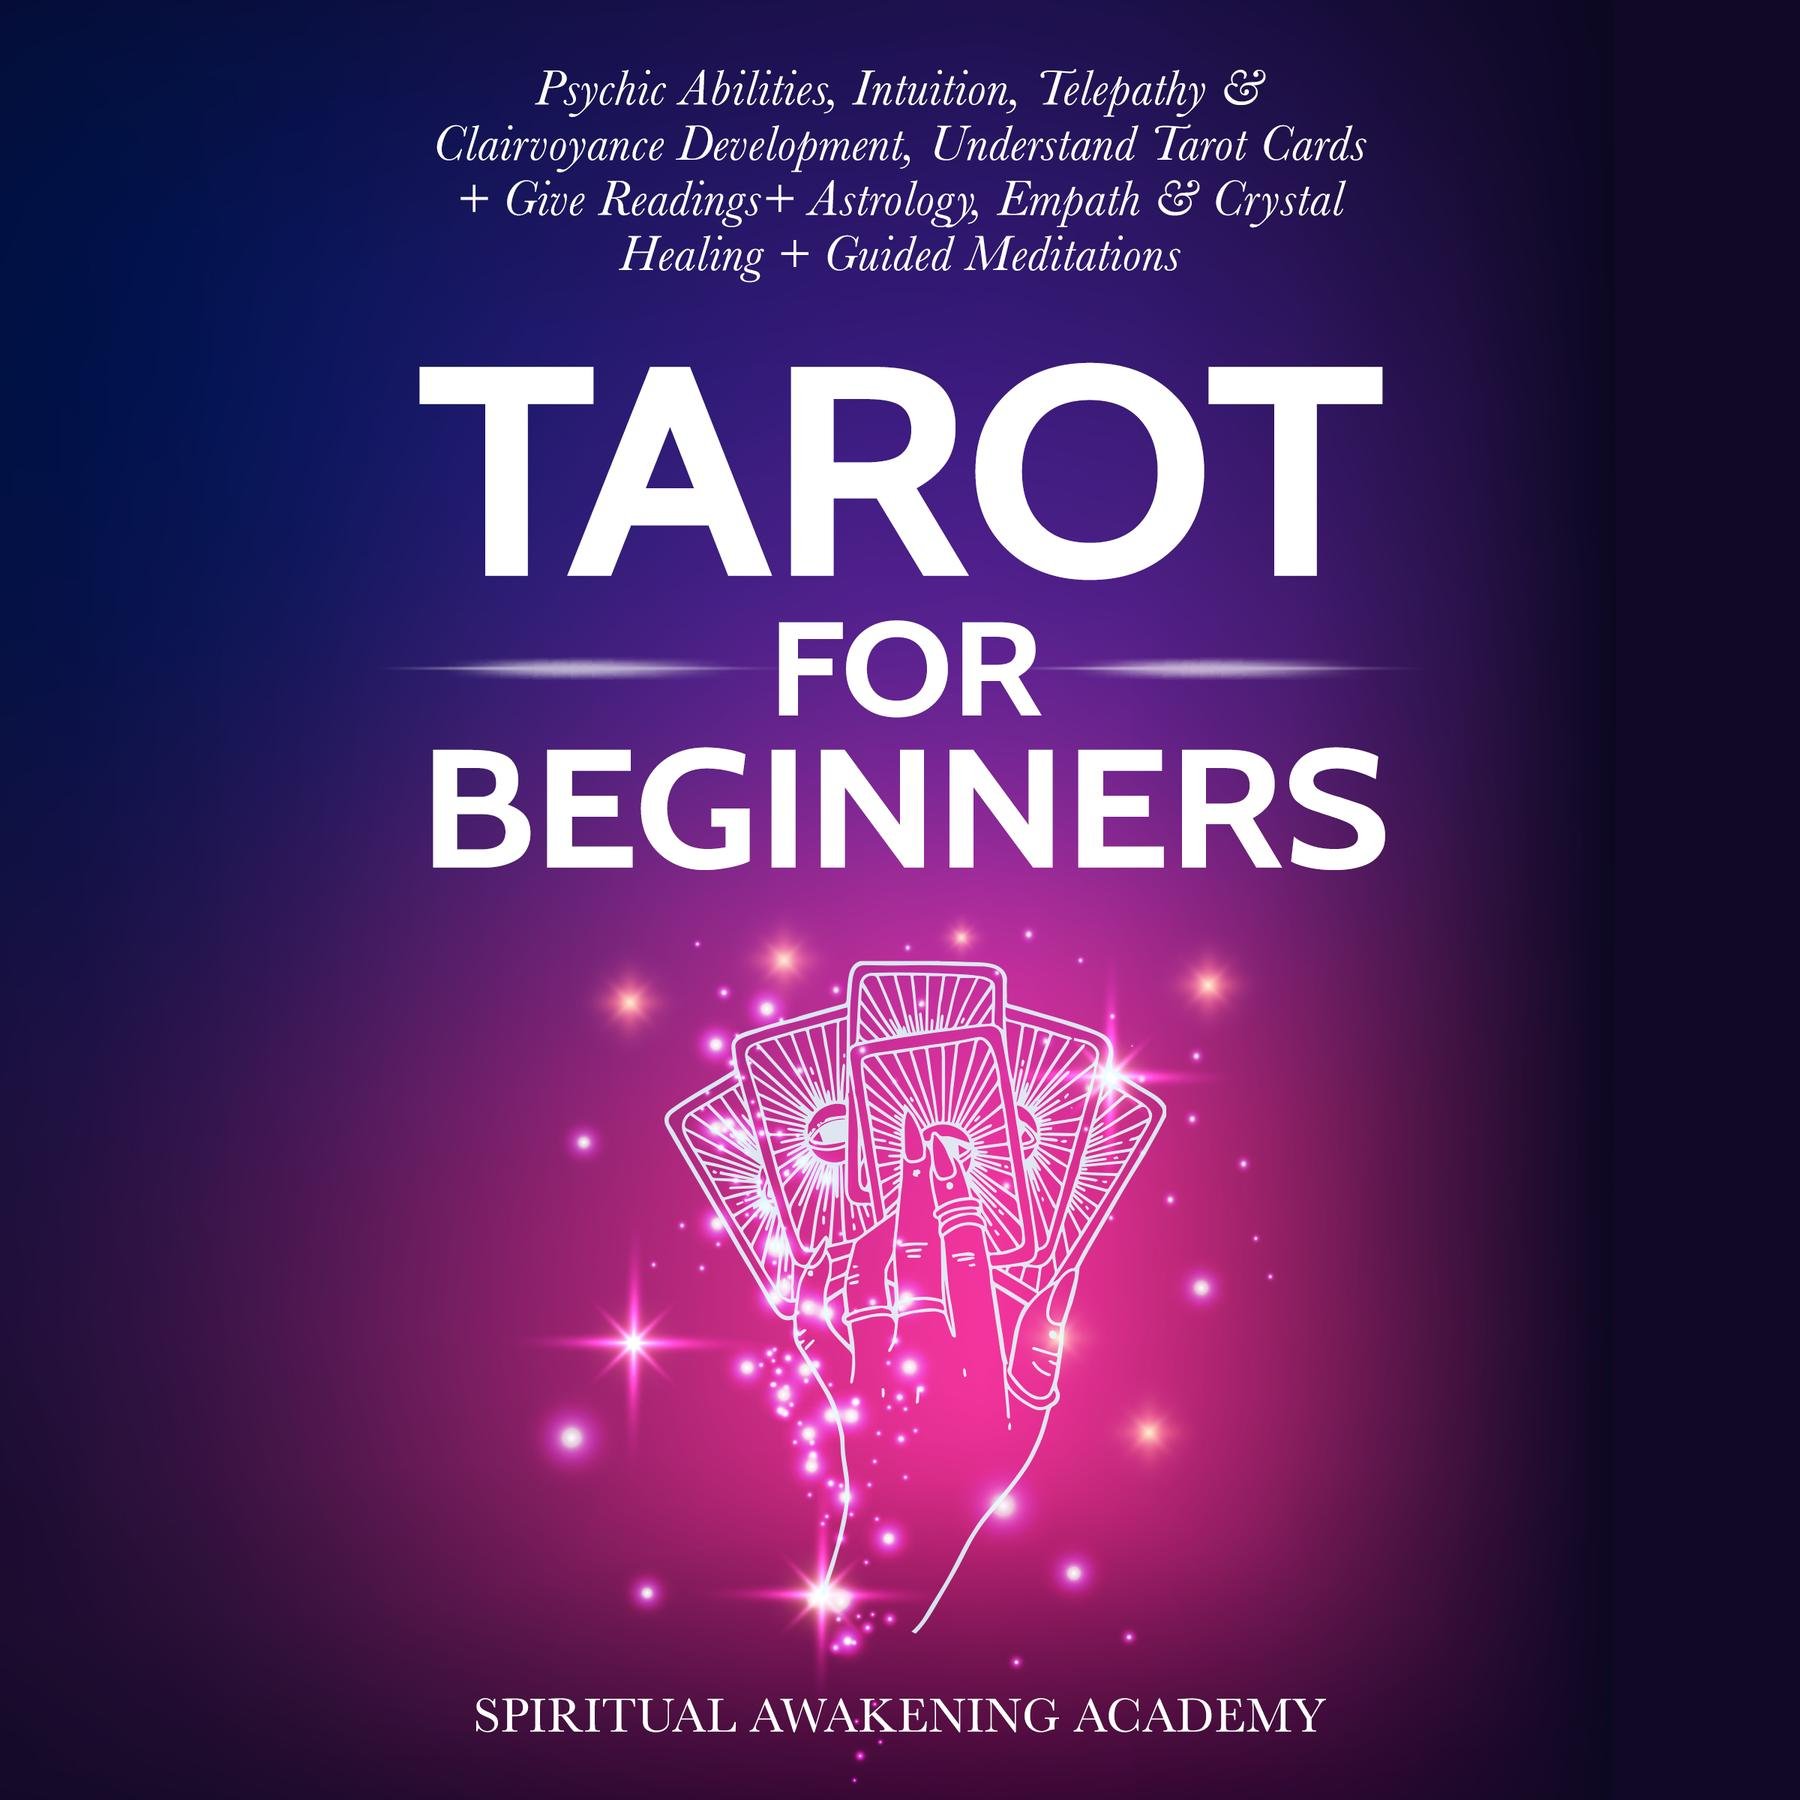 Psychic Abilities, Intuition, Telepathy &
Clairvoyance Development, Understand Tarot Cards
+ Give Readings+ Astrology, Empath & Crystal
Healing + Guided Meditations
TAROT
FOR
BEGINNERS
SPIRITUAL AWAKENING ACADEMY